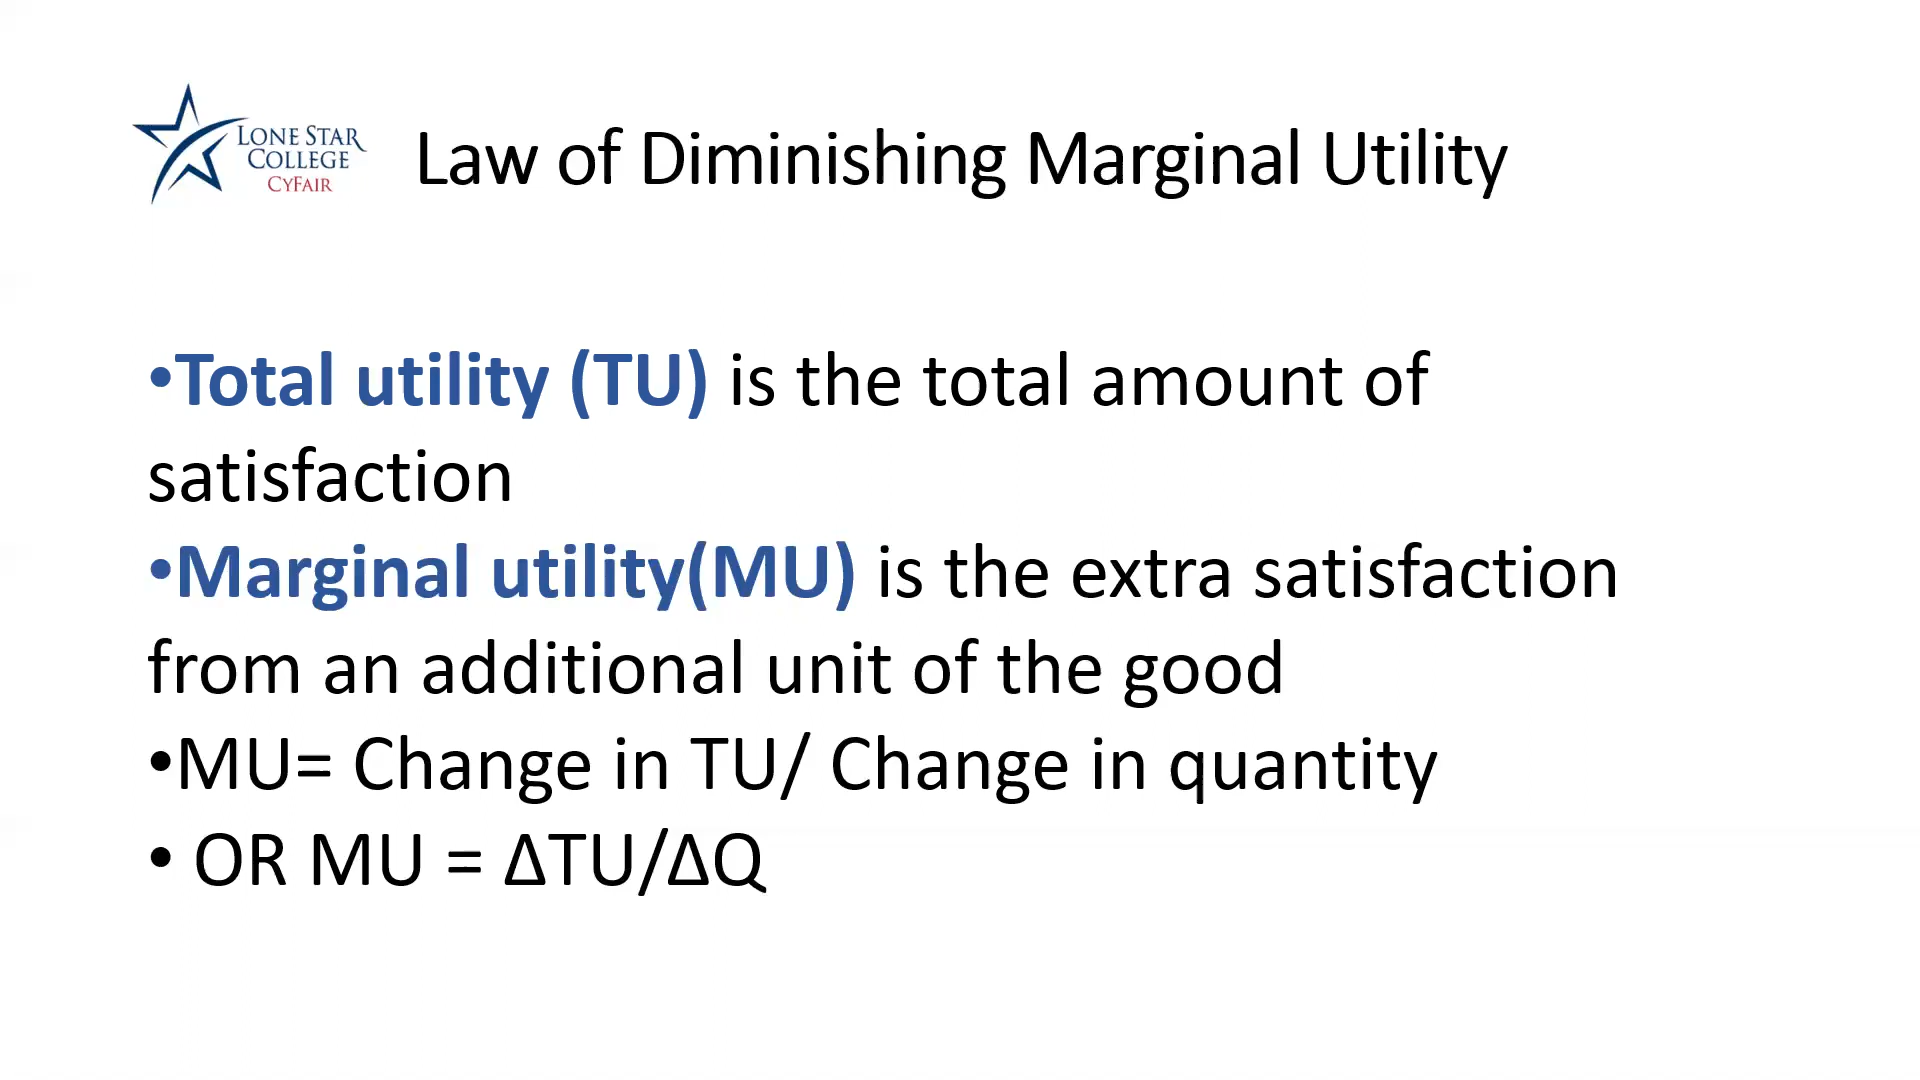 LONE STAR
COLLEGE
CYFAIR
Law of Diminishing Marginal Utility
•Total utility (TU) is the total amount of
satisfaction
•Marginal utility(MU) is the extra satisfaction
from an additional unit of the good
•MU= Change in TU/ Change in quantity
• OR MU = ΔTU/ΔQ